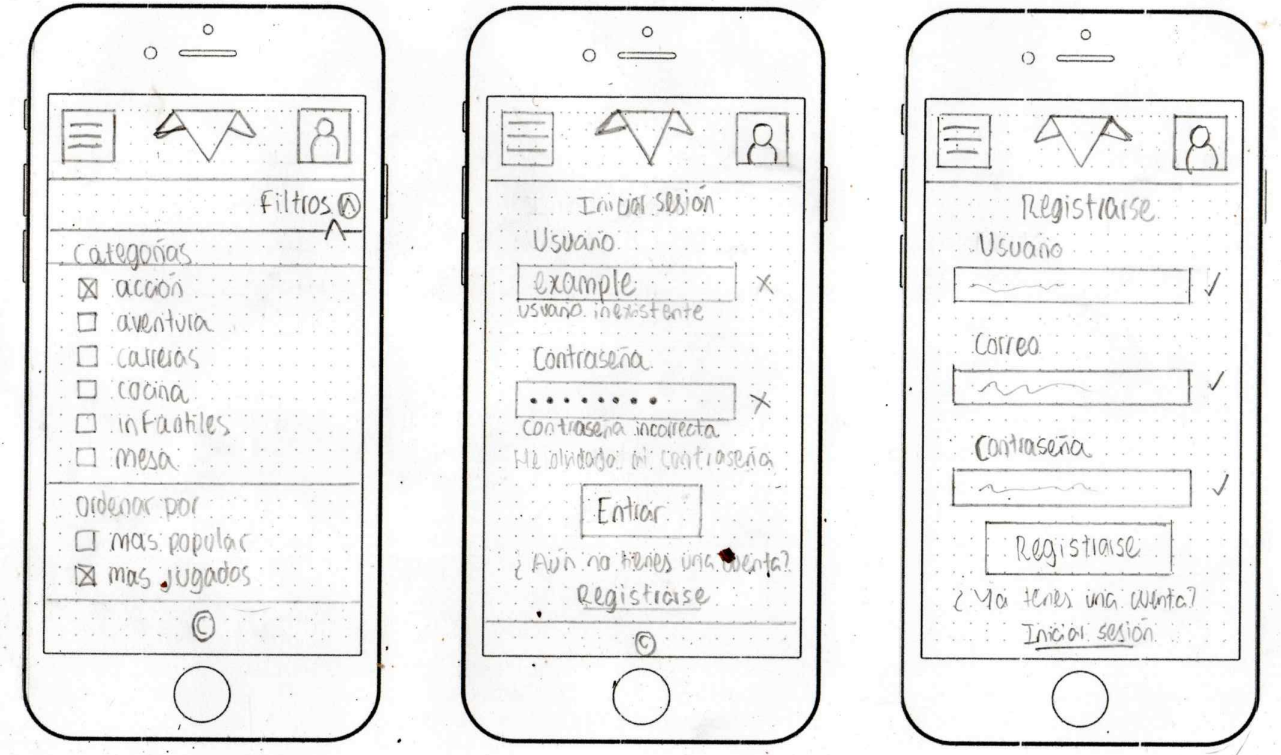 Filtros
categorías
acción
aventura
carreras
cocina
infantiles
mesa
ordenar por
mas popular
mas jugados
©
Iniciar sesión
Usuario
example
usuario inexistente
Contraseña
contraseña incorrecta
He olvidado mi contraseña
Entrar
¿Aún no tienes una cuenta?
Registrarse
©
Registrarse
Usuario
Correo
Contraseña
Registrarse
¿Ya tienes una cuenta?
Iniciar sesión